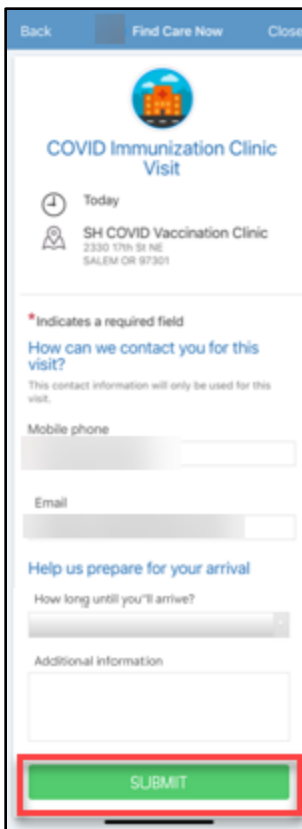 Back Find Care Now Close
COVID Immunization Clinic
Visit
Today
SH COVID Vaccination Clinic
2330 17th St NE
SALEM OR 97301
*Indicates a required field
How can we contact you for this
visit?
This contact information will only be used for this
visit.
Mobile phone
Email
Help us prepare for your arrival
How long untill you"ll arrive?
Additional information
SUBMIT